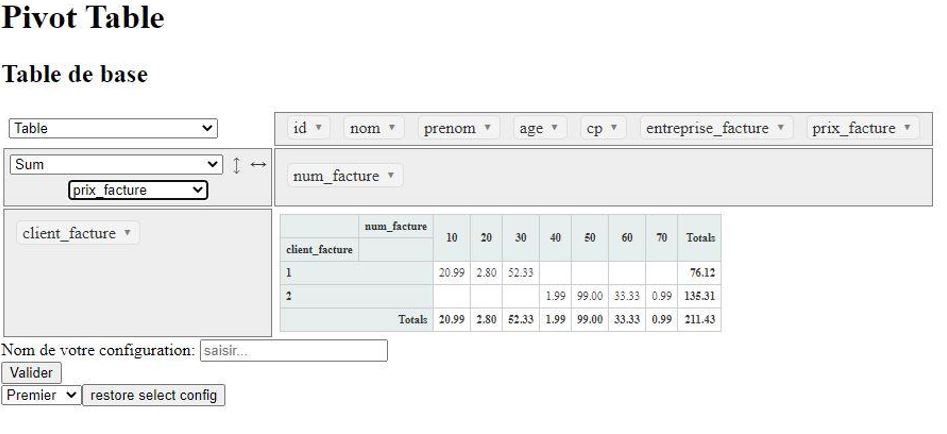 Pivot Table
Table de base
Table
id ▾ nom ▾ prenom ▾ age ▾ cp ▾ entreprise_facture ▾ prix_facture ▾
Sum ↕ ↔
prix_facture
num_facture ▾
client_facture ▾
num_facture 10 20 30 40 50 60 70 Totals
client_facture
1 20.99 2.80 52.33 76.12
2 1.99 99.00 33.33 0.99 135.31
Totals 20.99 2.80 52.33 1.99 99.00 33.33 0.99 211.43
Nom de votre configuration: saisir...
Valider
Premier restore select config